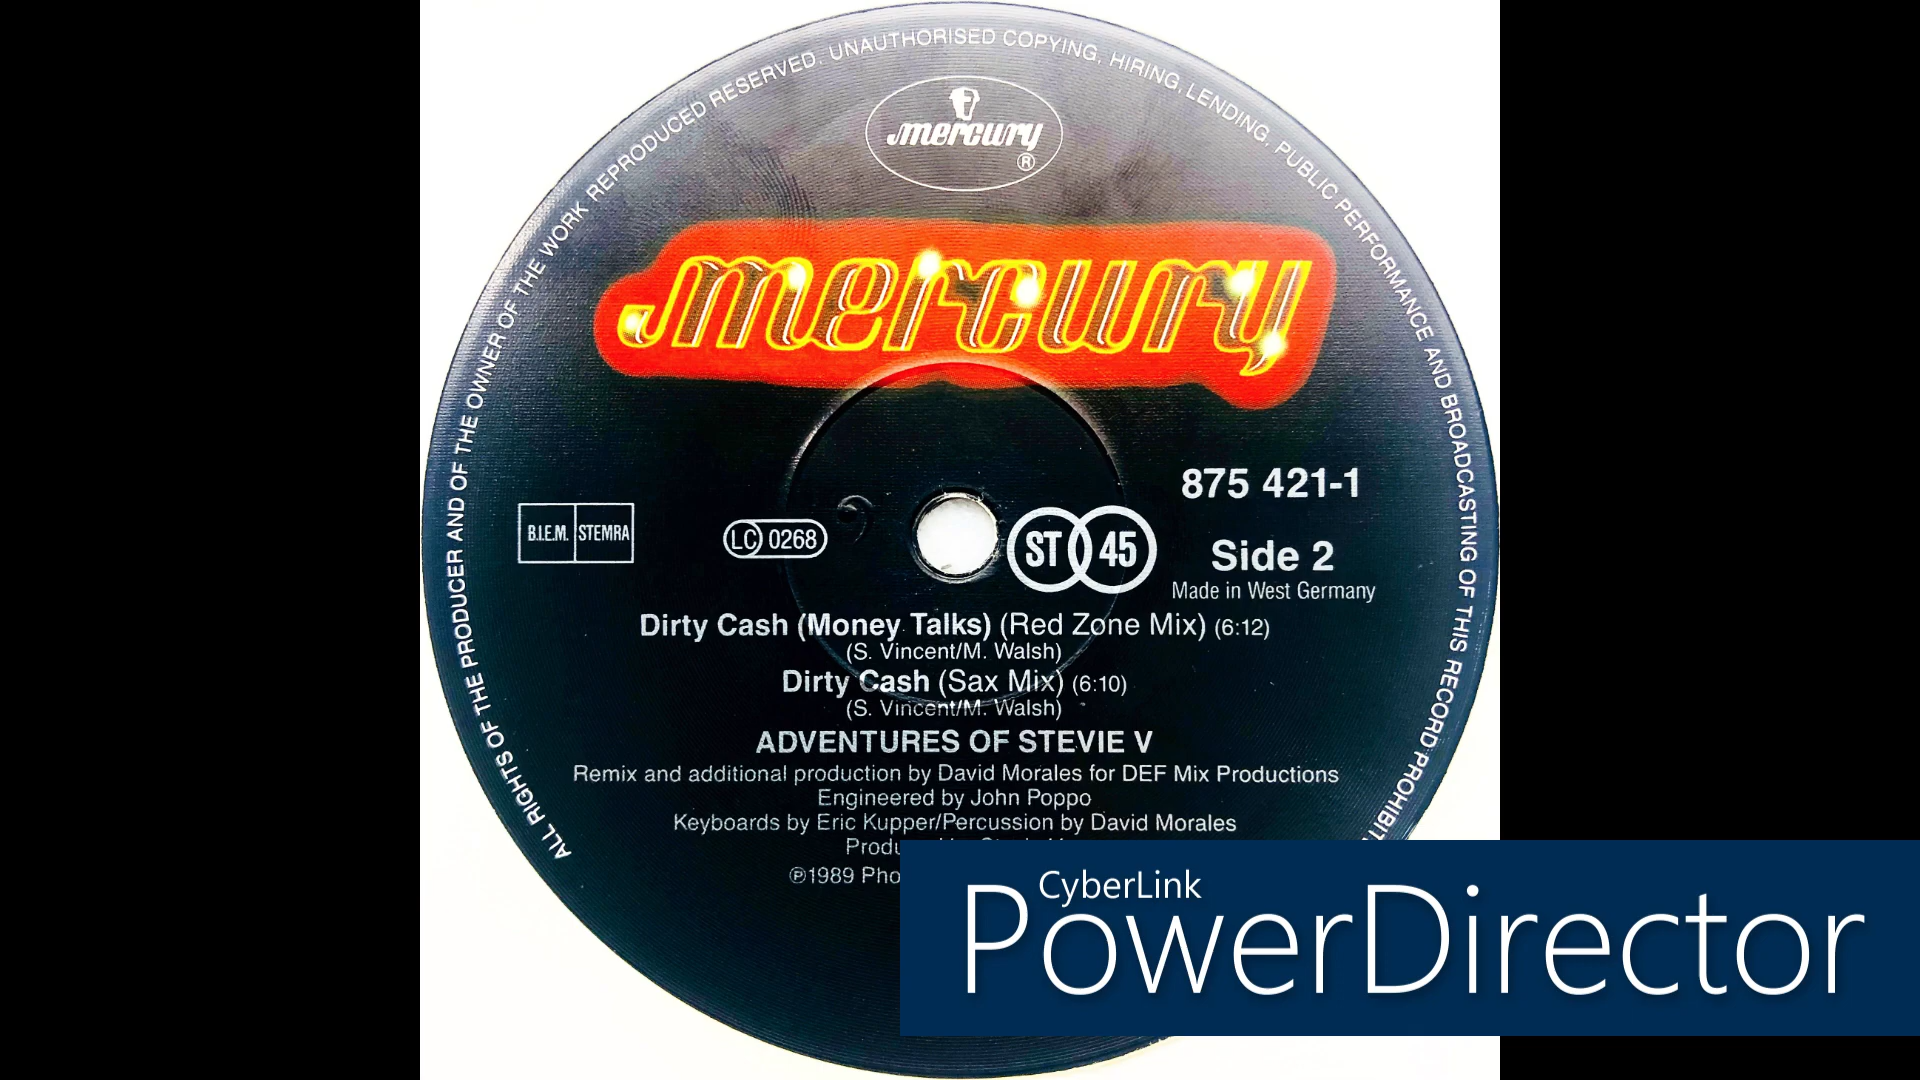 ALL RIGHTS OF THE PRODUCER AND OF THE OWNER OF THE WORK REPRODUCED RESERVED. UNAUTHORISED COPYING, HIRING, LENDING, PUBLIC PERFORMANCE AND BROADCASTING OF THIS RECORD PROHIBIT
mercury
®
mercury
875 421-1
B.I.E.M. STEMRA
LC 0268
ST 45
Side 2
Made in West Germany
Dirty Cash (Money Talks) (Red Zone Mix) (6:12)
(S. Vincent/M. Walsh)
Dirty Cash (Sax Mix) (6:10)
(S. Vincent/M. Walsh)
ADVENTURES OF STEVIE V
Remix and additional production by David Morales for DEF Mix Productions
Engineered by John Poppo
Keyboards by Eric Kupper/Percussion by David Morales
Produ
℗1989 Pho
CyberLink
PowerDirector